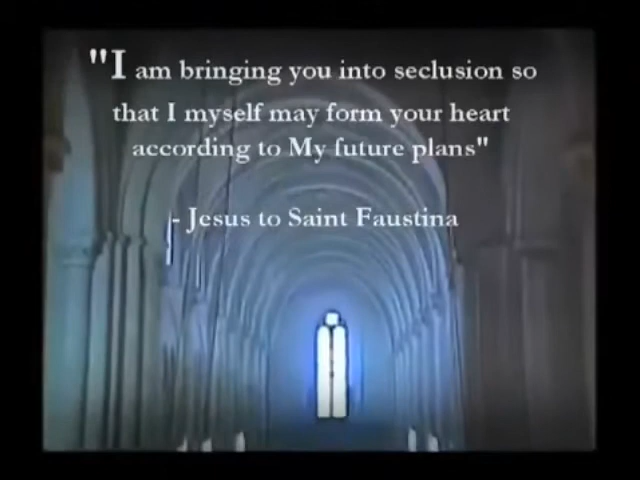 "I am bringing you into seclusion so
that I myself may form your heart
according to My future plans"
- Jesus to Saint Faustina